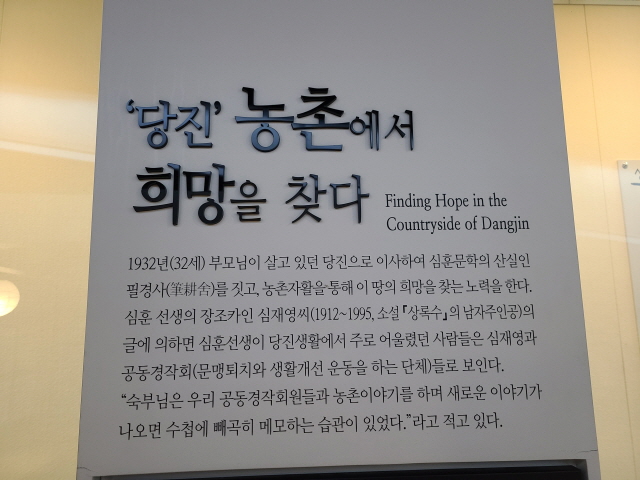 ‘당진’ 농촌에서
희망을 찾다
Finding Hope in the
Countryside of Dangjin
1932년(32세) 부모님이 살고 있던 당진으로 이사하여 심훈문학의 산실인
필경사(筆耕舍)를 짓고, 농촌자활을통해 이 땅의 희망을 찾는 노력을 한다.
심훈 선생의 장조카인 심재영씨(1912~1995, 소설 『상록수』의 남자주인공)의
글에 의하면 심훈선생이 당진생활에서 주로 어울렸던 사람들은 심재영과
공동경작회(문맹퇴치와 생활개선 운동을 하는 단체)들로 보인다.
“숙부님은 우리 공동경작회원들과 농촌이야기를 하며 새로운 이야기가
나오면 수첩에 빼곡히 메모하는 습관이 있었다.”라고 적고 있다.